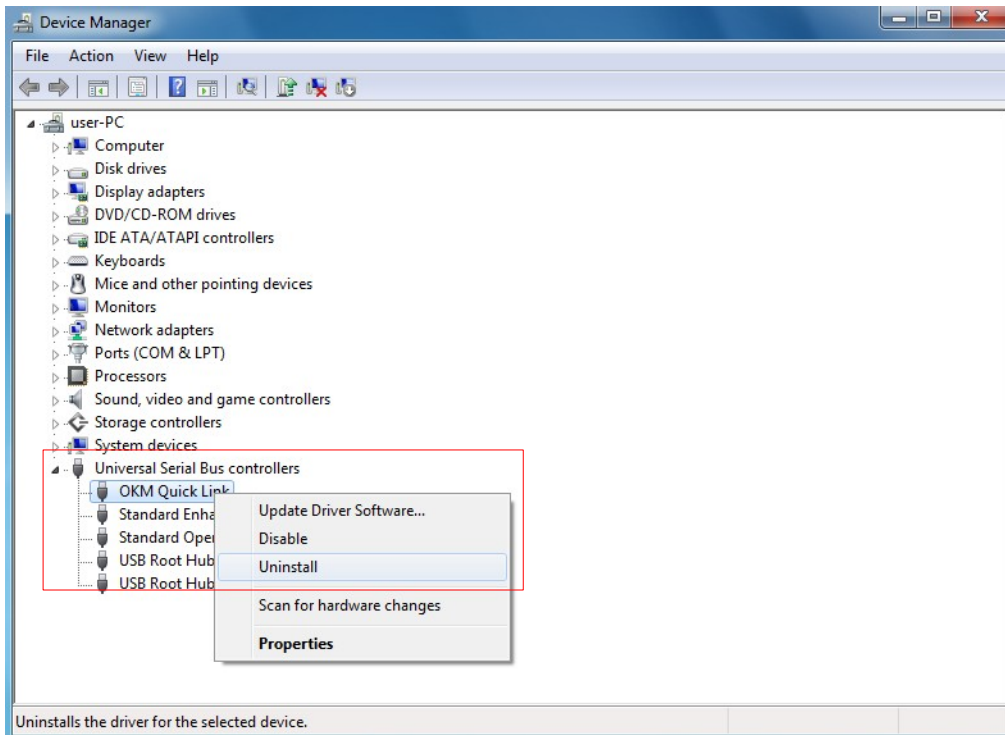 Device Manager
File Action View Help
user-PC
Computer
Disk drives
Display adapters
DVD/CD-ROM drives
IDE ATA/ATAPI controllers
Keyboards
Mice and other pointing devices
Monitors
Network adapters
Ports (COM & LPT)
Processors
Sound, video and game controllers
Storage controllers
System devices
Universal Serial Bus controllers
OKM Quick Link
Standard Enha
Standard Ope
USB Root Hub
USB Root Hub
Update Driver Software...
Disable
Uninstall
Scan for hardware changes
Properties
Uninstalls the driver for the selected device.